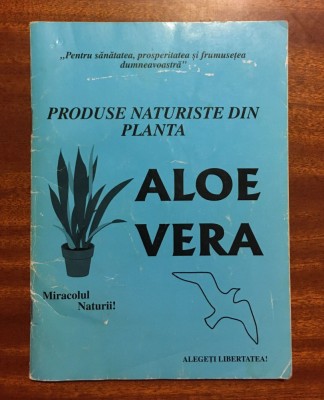 „Pentru sănătatea, prosperitatea și frumusețea
dumneavoastră"
PRODUSE NATURISTE DIN
PLANTA
ALOE
VERA
Miracolul
Naturii!
ALEGEȚI LIBERTATEA!